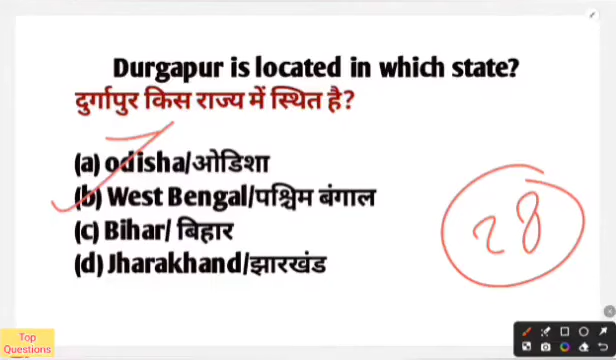 Durgapur is located in which state?
दुर्गापुर किस राज्य में स्थित है?
(a) odisha/ओडिशा
(b) West Bengal/पश्चिम बंगाल
(c) Bihar/ बिहार
(d) Jharakhand/झारखंड
28
Top
Questions